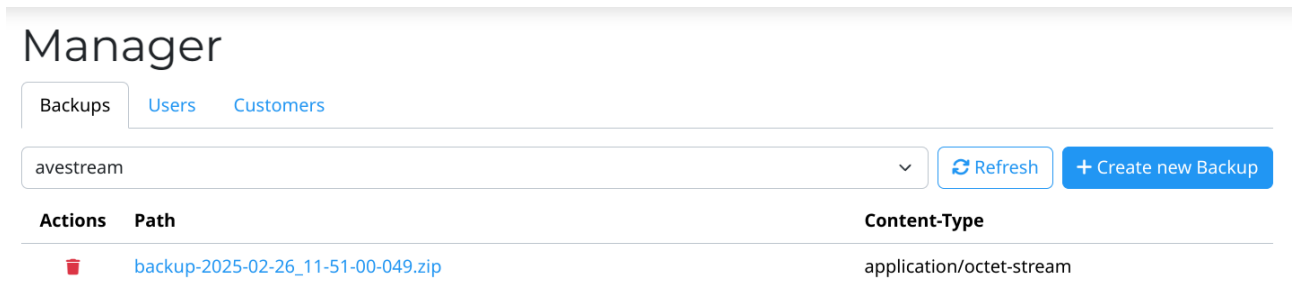 Manager
Backups Users Customers
avestream Refresh + Create new Backup
Actions Path Content-Type
backup-2025-02-26_11-51-00-049.zip application/octet-stream